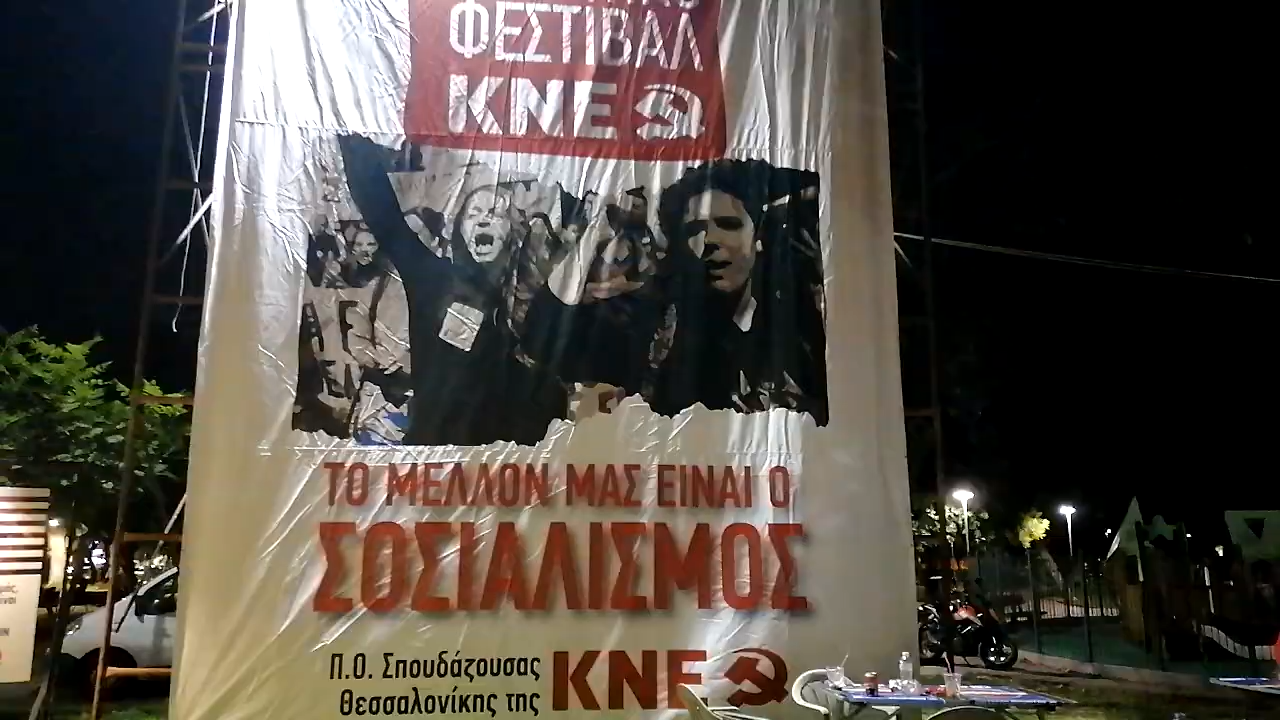 ΦΕΣΤΙΒΑΛ
ΚΝΕ
ΤΟ ΜΕΛΛΟΝ ΜΑΣ ΕΙΝΑΙ Ο
ΣΟΣΙΑΛΙΣΜΟΣ
Π.Ο. Σπουδάζουσας
Θεσσαλονίκης της
ΚΝΕ